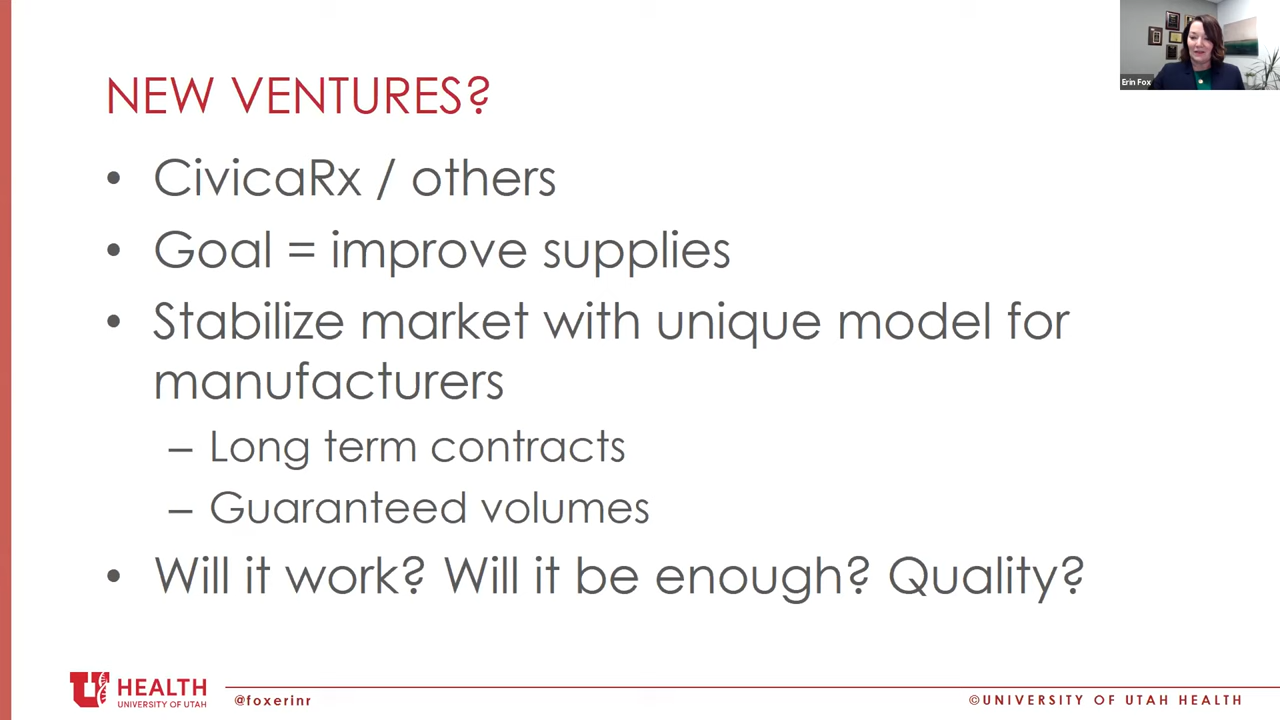 Erin Fox
NEW VENTURES?
• CivicaRx / others
• Goal = improve supplies
• Stabilize market with unique model for
manufacturers
– Long term contracts
– Guaranteed volumes
• Will it work? Will it be enough? Quality?
U HEALTH
UNIVERSITY OF UTAH
@foxerinr
©UNIVERSITY OF UTAH HEALTH